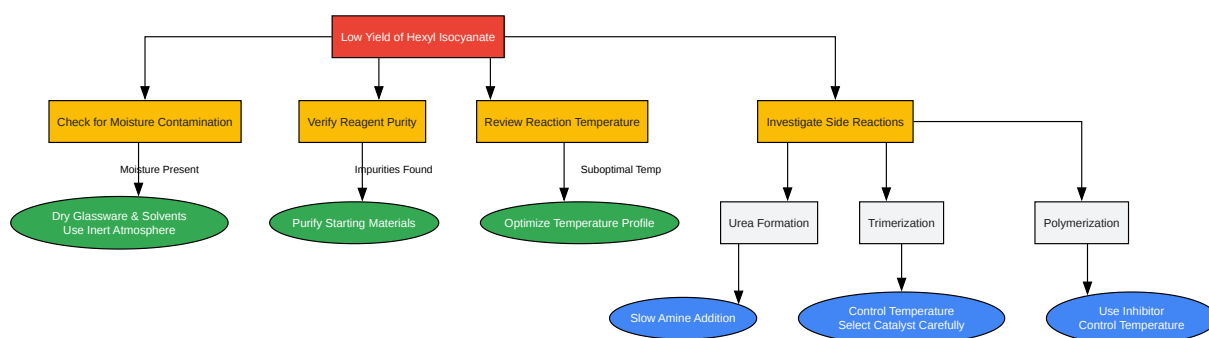 Low Yield of Hexyl Isocyanate
Check for Moisture Contamination
Verify Reagent Purity
Review Reaction Temperature
Investigate Side Reactions
Moisture Present
Impurities Found
Suboptimal Temp
Dry Glassware & Solvents
Use Inert Atmosphere
Purify Starting Materials
Optimize Temperature Profile
Urea Formation
Trimerization
Polymerization
Slow Amine Addition
Control Temperature
Select Catalyst Carefully
Use Inhibitor
Control Temperature